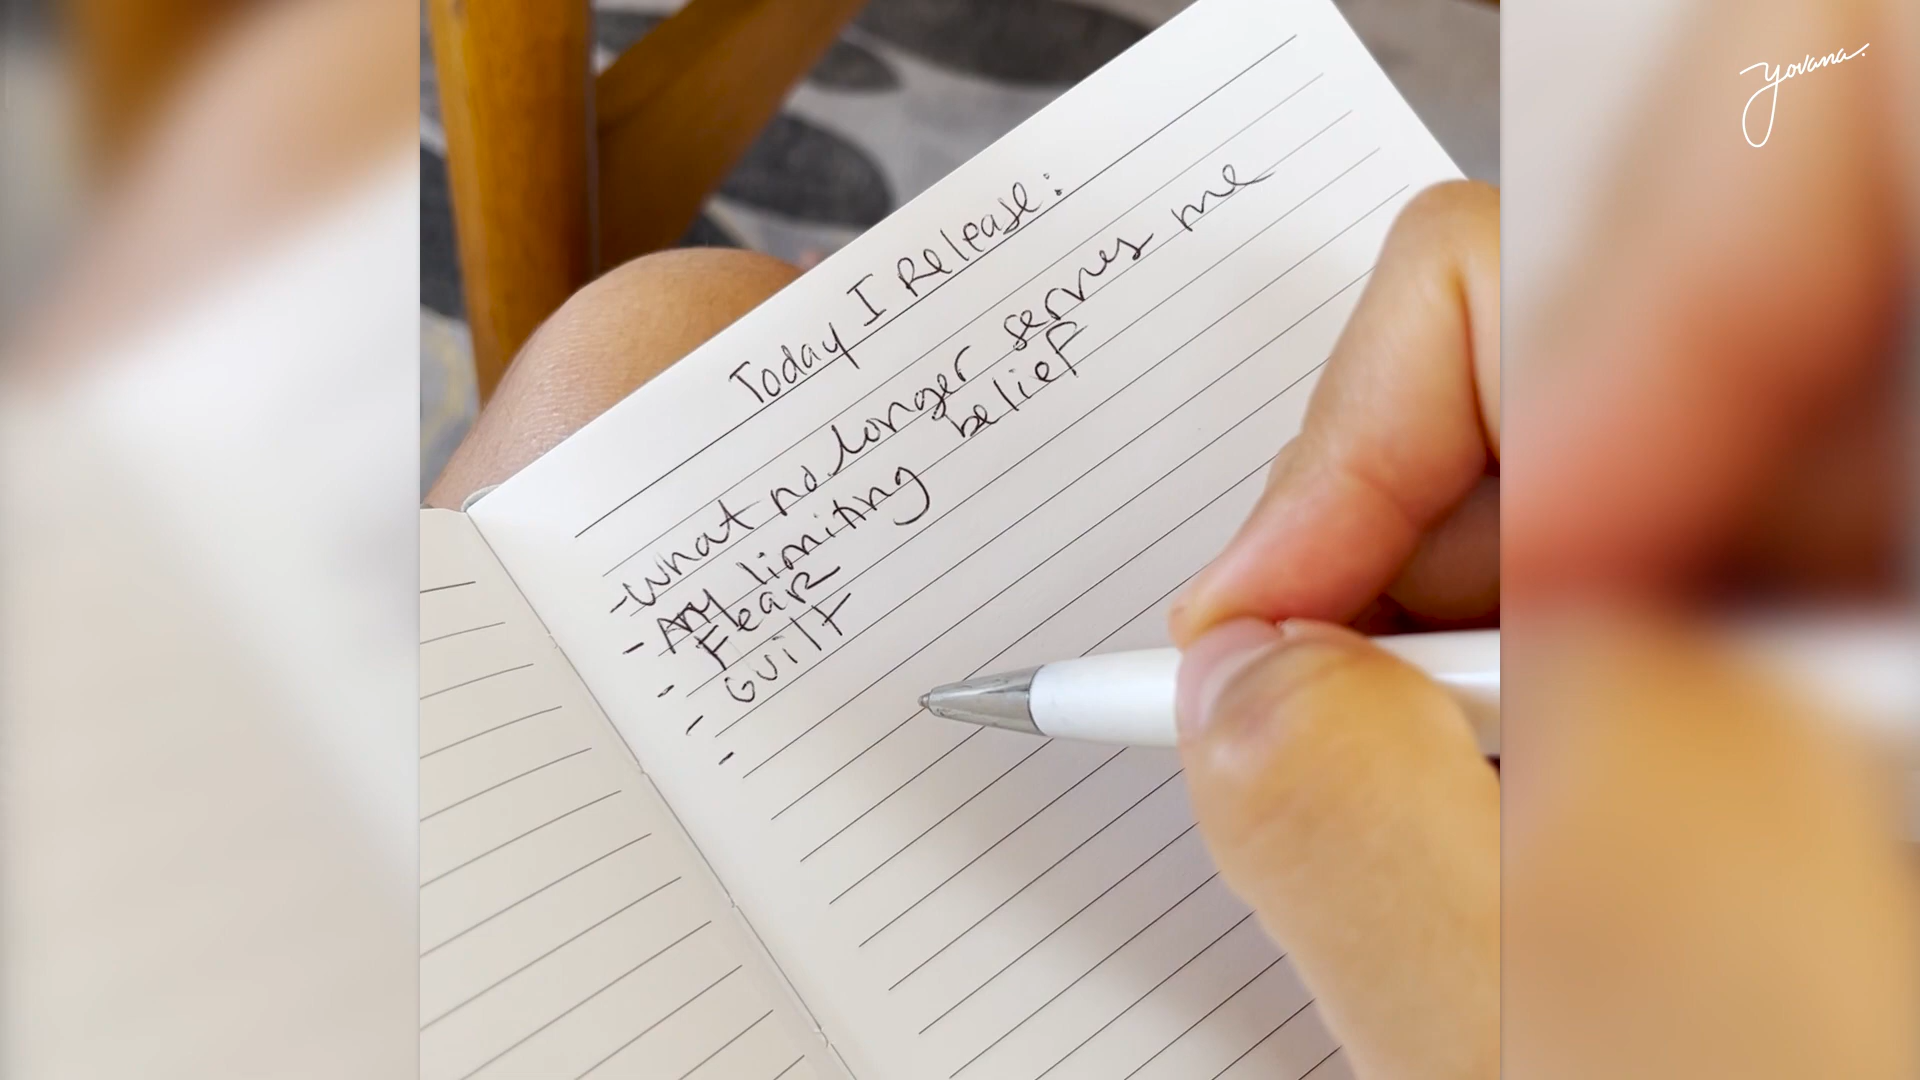 Yovana.
Today I Release:
- What no longer serves me
- Any limiting belief
- Fear
- Guilt
-